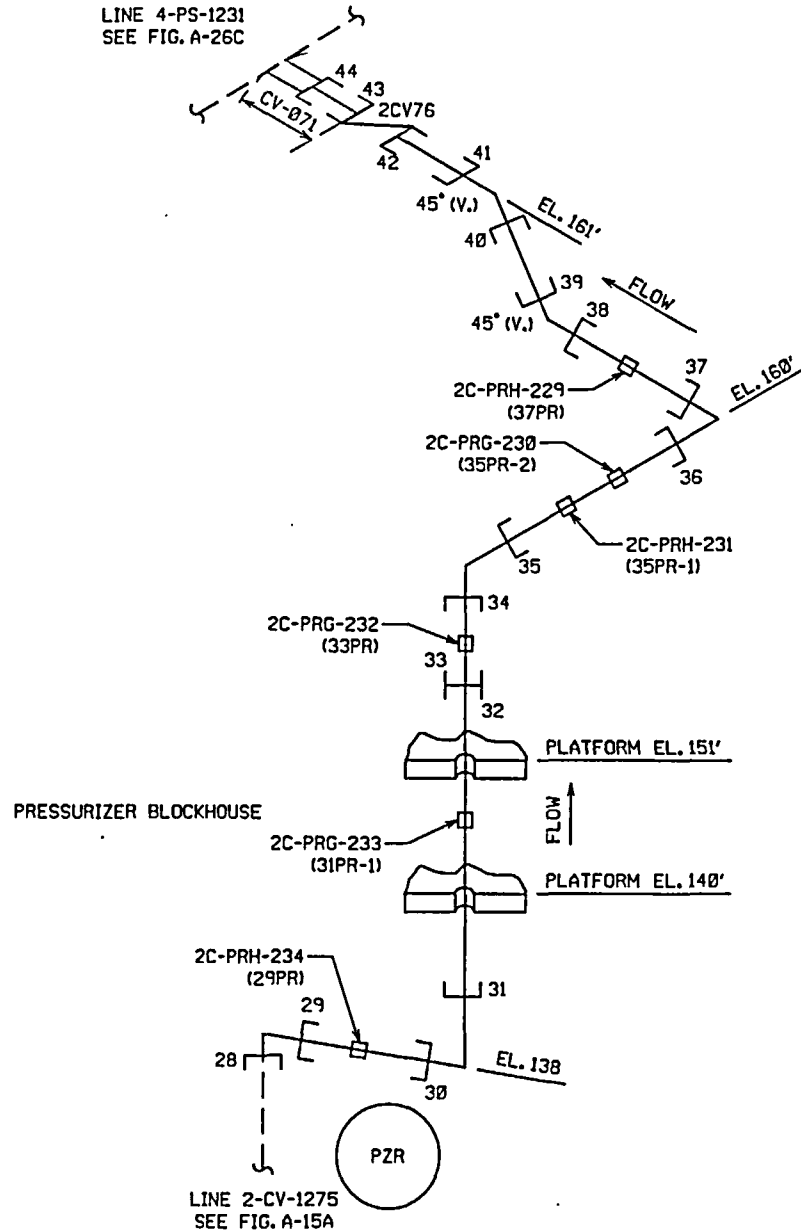 LINE 4-PS-1231
SEE FIG. A-26C
44
43
CV-071
2CV76
42
41
45° (V.)
40
EL. 161'
39
FLOW
45° (V.)
38
37
2C-PRH-229
(37PR)
EL. 160'
2C-PRG-230
(35PR-2)
36
35
2C-PRH-231
(35PR-1)
34
2C-PRG-232
(33PR)
33
32
PLATFORM EL. 151'
PRESSURIZER BLOCKHOUSE
2C-PRG-233
(31PR-1)
FLOW
PLATFORM EL. 140'
2C-PRH-234
(29PR)
31
29
28
30
EL. 138
PZR
LINE 2-CV-1275
SEE FIG. A-15A